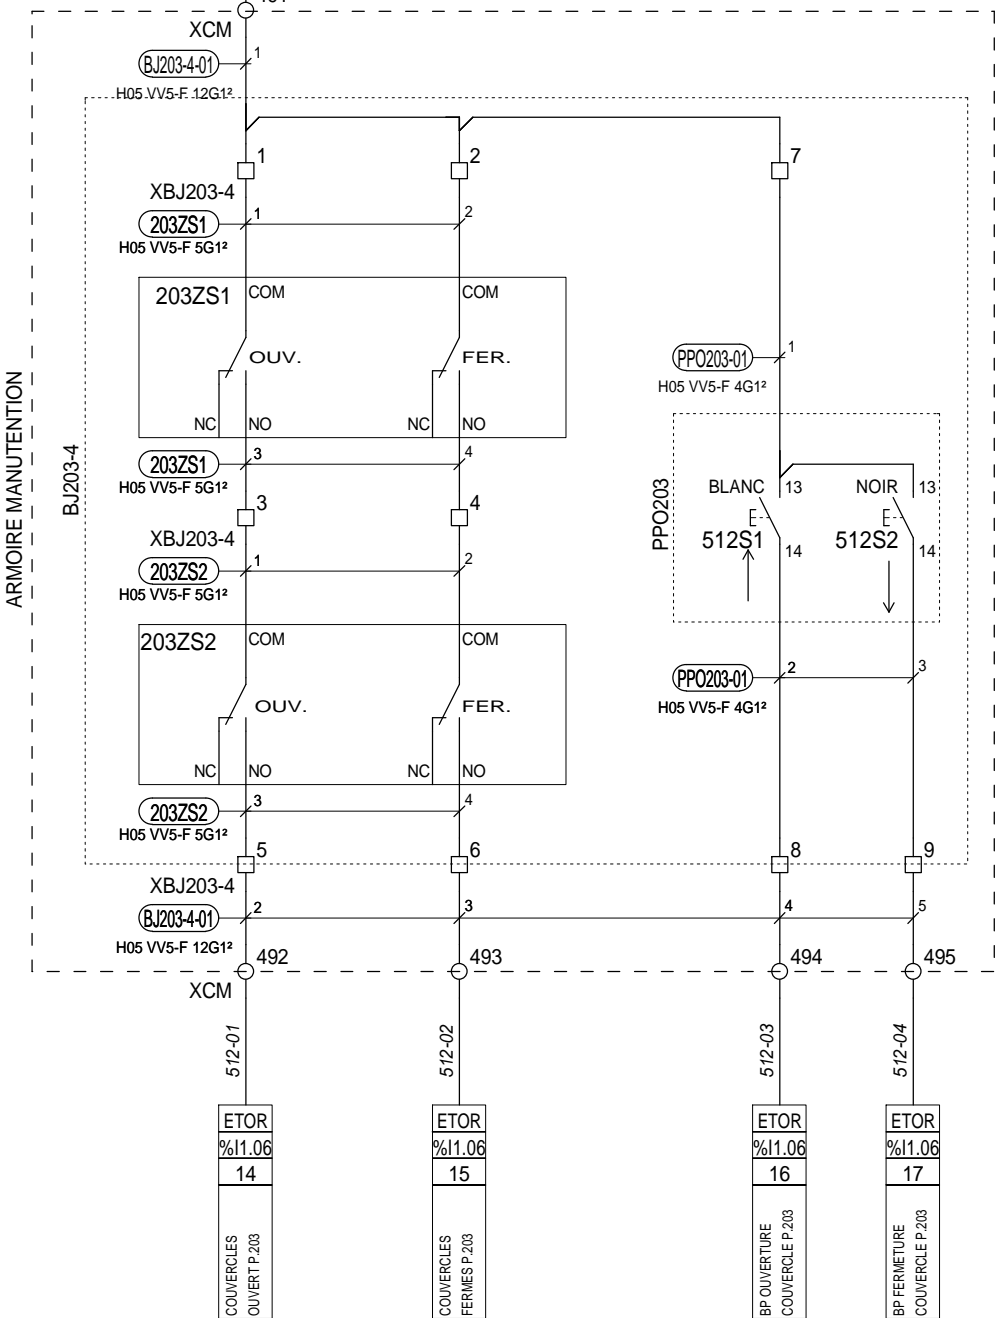 XCM
1
BJ203-4-01
H05 VV5-F 12G1²
1
2
7
XBJ203-4
203ZS1
1
2
H05 VV5-F 5G1²
203ZS1
COM
COM
OUV.
FER.
NC
NO
NC
NO
203ZS1
3
4
H05 VV5-F 5G1²
3
4
XBJ203-4
203ZS2
1
2
H05 VV5-F 5G1²
203ZS2
COM
COM
OUV.
FER.
NC
NO
NC
NO
203ZS2
3
4
H05 VV5-F 5G1²
PPO203-01
1
H05 VV5-F 4G1²
PPO203
BLANC
13
NOIR
13
512S1
14
512S2
14
PPO203-01
2
3
H05 VV5-F 4G1²
ARMOIRE MANUTENTION
BJ203-4
5
6
8
9
XBJ203-4
BJ203-4-01
2
3
4
5
H05 VV5-F 12G1²
492
493
494
495
XCM
512-01
512-02
512-03
512-04
ETOR
%I1.06
14
COUVERCLES
OUVERT P.203
ETOR
%I1.06
15
COUVERCLES
FERMES P.203
ETOR
%I1.06
16
BP OUVERTURE
COUVERCLE P.203
ETOR
%I1.06
17
BP FERMETURE
COUVERCLE P.203